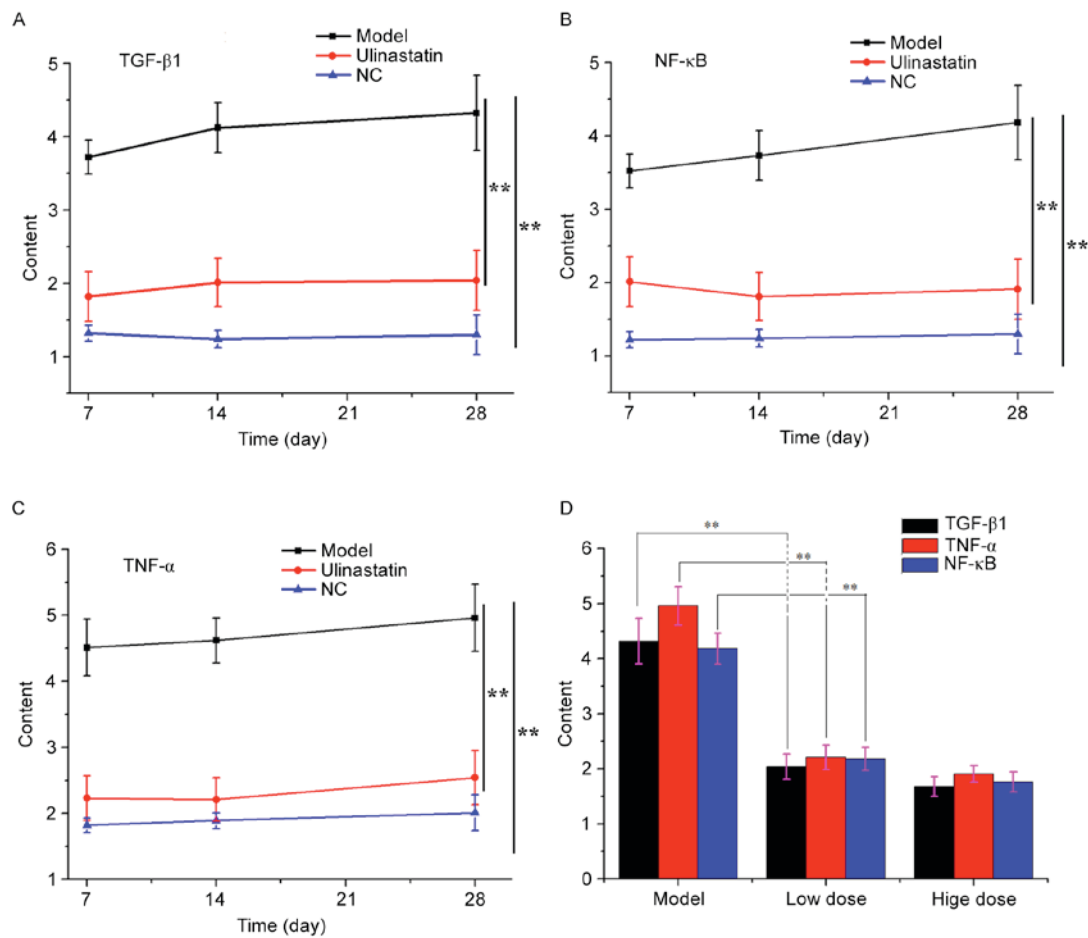 A
TGF-β1
Model
Ulinastatin
NC
5
4
3
2
1
Content
7
14
21
28
Time (day)
**
**
B
NF-κB
Model
Ulinastatin
NC
5
4
3
2
1
Content
7
14
21
28
Time (day)
**
**
C
TNF-α
Model
Ulinastatin
NC
6
5
4
3
2
1
Content
7
14
21
28
Time (day)
**
**
D
TGF-β1
TNF-α
NF-κB
6
5
4
3
2
1
0
Content
**
**
**
Model
Low dose
Hige dose